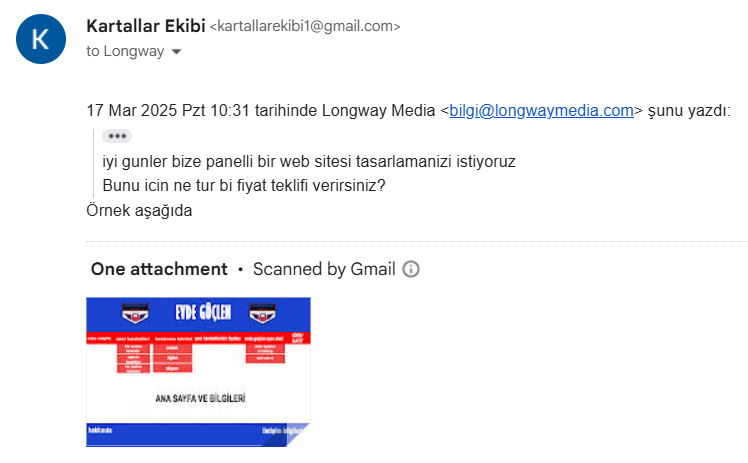 K
Kartallar Ekibi <kartallarekibi1@gmail.com>
to Longway
17 Mar 2025 Pzt 10:31 tarihinde Longway Media <bilgi@longwaymedia.com> şunu yazdı:
iyi gunler bize panelli bir web sitesi tasarlamanizi istiyoruz
Bunu icin ne tur bi fiyat teklifi verirsiniz?
Örnek aşağıda
One attachment • Scanned by Gmail
EVDE GÜÇLEN
ANA SAYFA VE BİLGİLERİ
hakkında
iletişim